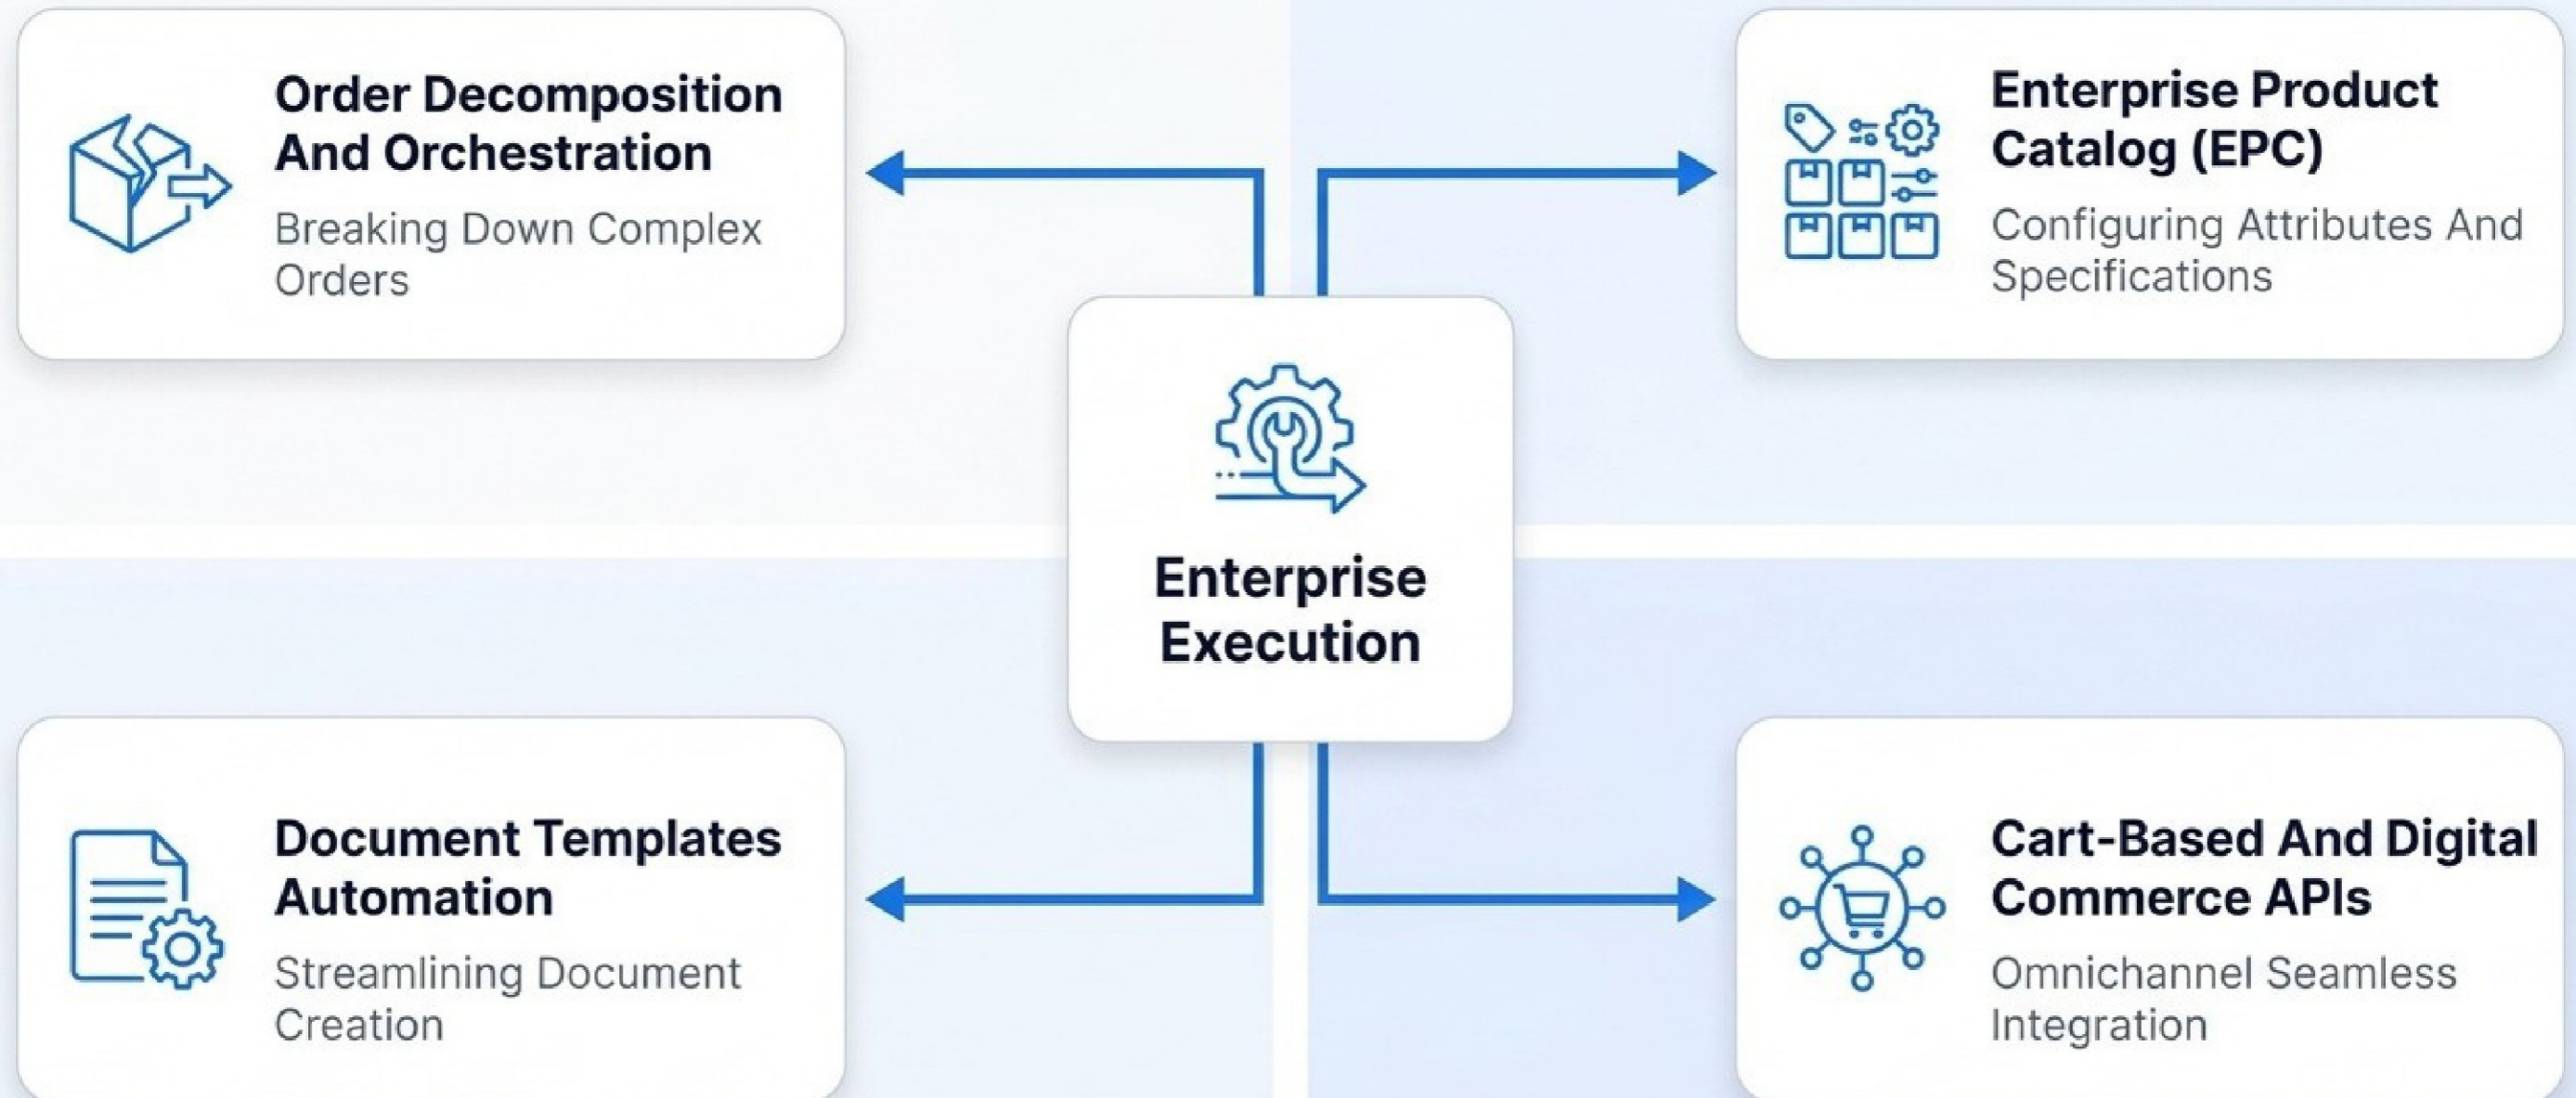 Order Decomposition
And Orchestration
Breaking Down Complex
Orders
Enterprise Product
Catalog (EPC)
Configuring Attributes And
Specifications
Enterprise
Execution
Document Templates
Automation
Streamlining Document
Creation
Cart-Based And Digital
Commerce APIs
Omnichannel Seamless
Integration